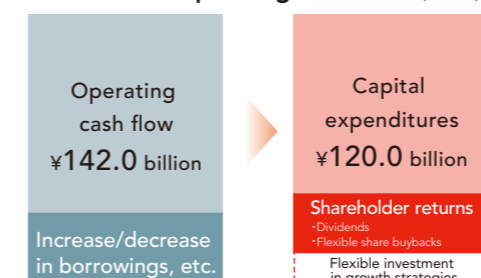 Operating
cash flow
¥142.0 billion
Increase/decrease
in borrowings, etc.
Capital
expenditures
¥120.0 billion
Shareholder returns
・Dividends
・Flexible share buybacks
Flexible investment
in growth strategies